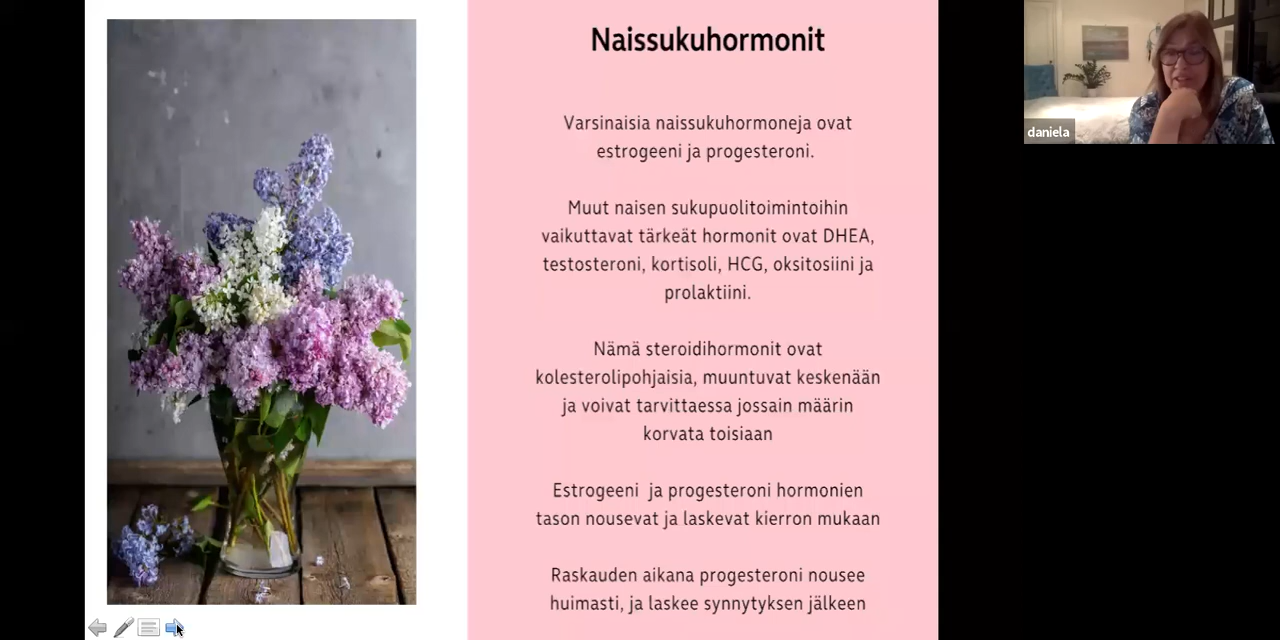 Naissukuhormonit
Varsinaisia naissukuhormoneja ovat
estrogeeni ja progesteroni.
Muut naisen sukupuolitoimintoihin
vaikuttavat tärkeät hormonit ovat DHEA,
testosteroni, kortisoli, HCG, oksitosiini ja
prolaktiini.
Nämä steroidihormonit ovat
kolesterolipohjaisia, muuntuvat keskenään
ja voivat tarvittaessa jossain määrin
korvata toisiaan
Estrogeeni  ja progesteroni hormonien
tason nousevat ja laskevat kierron mukaan
Raskauden aikana progesteroni nousee
huimasti, ja laskee synnytyksen jälkeen
daniela